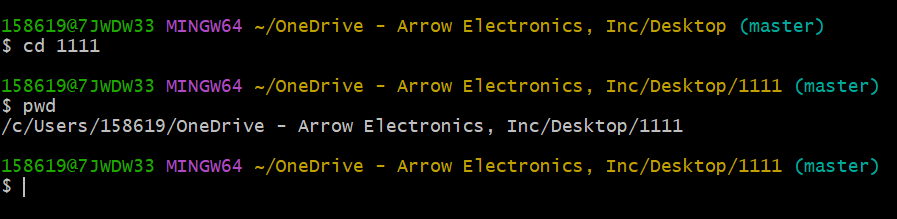 158619@7JWDW33 MINGW64 ~/OneDrive - Arrow Electronics, Inc/Desktop (master)
$ cd 1111
158619@7JWDW33 MINGW64 ~/OneDrive - Arrow Electronics, Inc/Desktop/1111 (master)
$ pwd
/c/Users/158619/OneDrive - Arrow Electronics, Inc/Desktop/1111
158619@7JWDW33 MINGW64 ~/OneDrive - Arrow Electronics, Inc/Desktop/1111 (master)
$